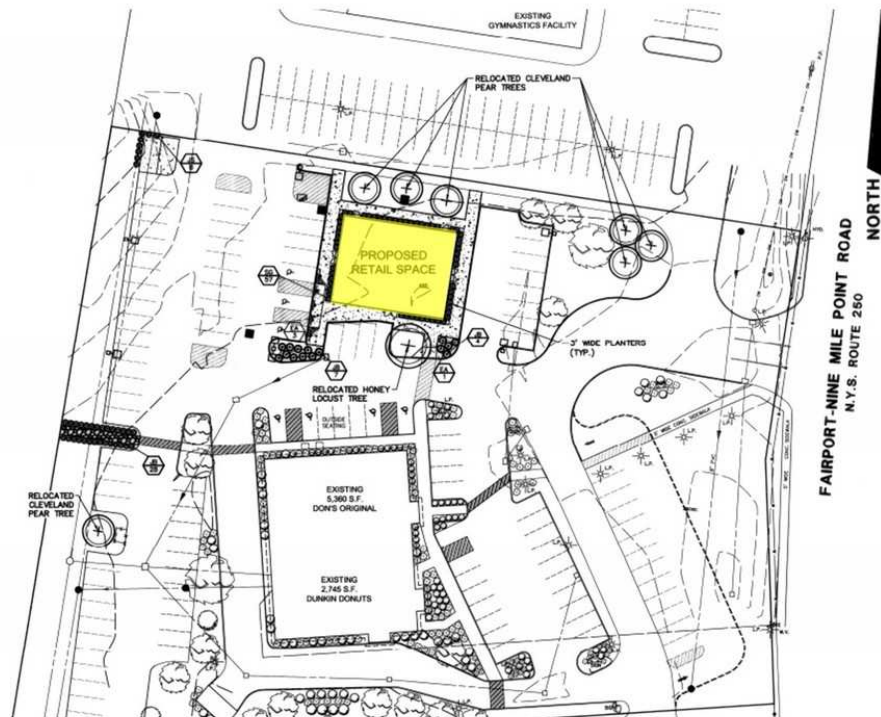 EXISTING
GYMNASTICS FACILITY
RELOCATED CLEVELAND
PEAR TREES
PROPOSED
RETAIL SPACE
3' WIDE PLANTERS
(TYP.)
RELOCATED HONEY
LOCUST TREE
OUTSIDE
SEATING
EXISTING
5,360 S.F.
DON'S ORIGINAL
EXISTING
2,745 S.F.
DUNKIN DONUTS
RELOCATED
CLEVELAND
PEAR TREE
FAIRPORT-NINE MILE POINT ROAD
N.Y.S. ROUTE 250
NORTH